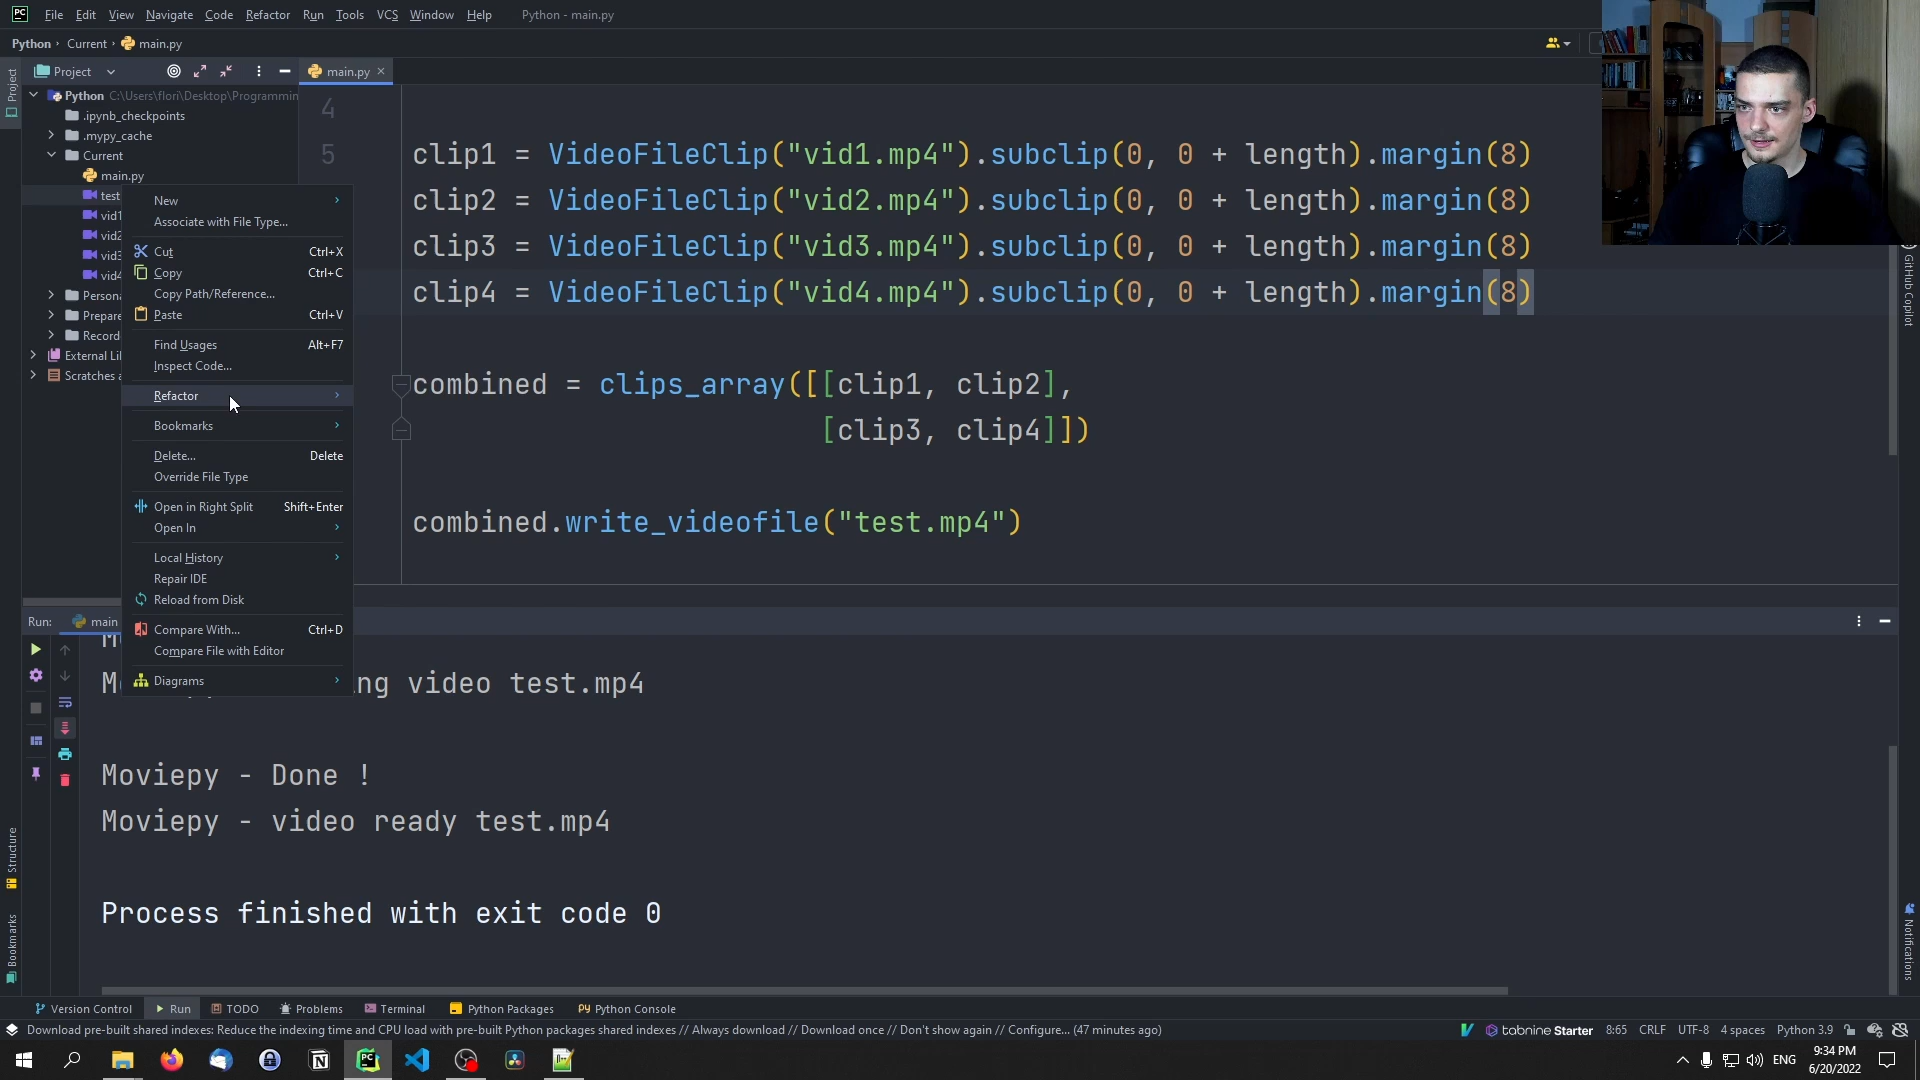 PC File Edit View Navigate Code Refactor Run Tools VCS Window Help Python - main.py
Python Current main.py
Project main.py
Project
Python C:\Users\flori\Desktop\Programmin
.ipynb_checkpoints
.mypy_cache
Current
main.py
test
vid1
vid2
vid3
vid4
Persona
Prepare
Record
External Lib
Scratches a
New
Associate with File Type...
Cut Ctrl+X
Copy Ctrl+C
Copy Path/Reference...
Paste Ctrl+V
Find Usages Alt+F7
Inspect Code...
Refactor
Bookmarks
Delete... Delete
Override File Type
Open in Right Split Shift+Enter
Open In
Local History
Repair IDE
Reload from Disk
Compare With... Ctrl+D
Compare File with Editor
Diagrams
4
5 clip1 = VideoFileClip("vid1.mp4").subclip(0, 0 + length).margin(8)
clip2 = VideoFileClip("vid2.mp4").subclip(0, 0 + length).margin(8)
clip3 = VideoFileClip("vid3.mp4").subclip(0, 0 + length).margin(8)
clip4 = VideoFileClip("vid4.mp4").subclip(0, 0 + length).margin(8)
combined = clips_array([[clip1, clip2],
[clip3, clip4]])
combined.write_videofile("test.mp4")
GitHub Copilot
Notifications
Structure
Bookmarks
Run: main
ng video test.mp4
Moviepy - Done !
Moviepy - video ready test.mp4
Process finished with exit code 0
Version Control Run TODO Problems Terminal Python Packages Python Console
Download pre-built shared indexes: Reduce the indexing time and CPU load with pre-built Python packages shared indexes // Always download // Download once // Don't show again // Configure... (47 minutes ago) tabnine Starter 8:65 CRLF UTF-8 4 spaces Python 3.9
ENG 9:34 PM
6/20/2022